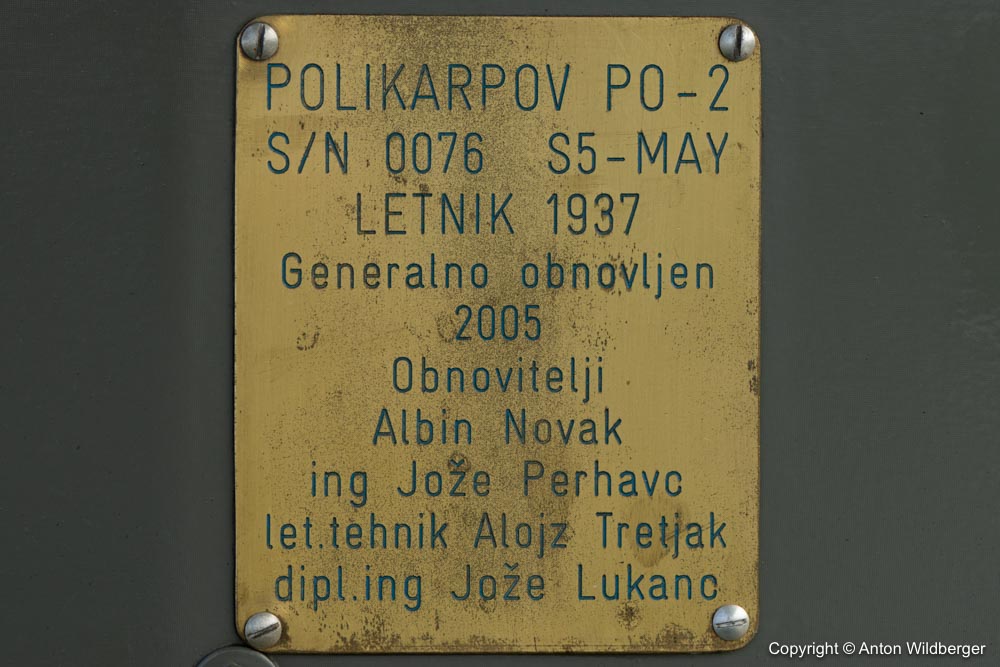 POLIKARPOV PO-2
S/N 0076 S5-MAY
LETNIK 1937
Generalno obnovljen
2005
Obnovitelji
Albin Novak
ing Jože Perhavc
let.tehnik Alojz Tretjak
dipl.ing Jože Lukanc
Copyright © Anton Wildberger